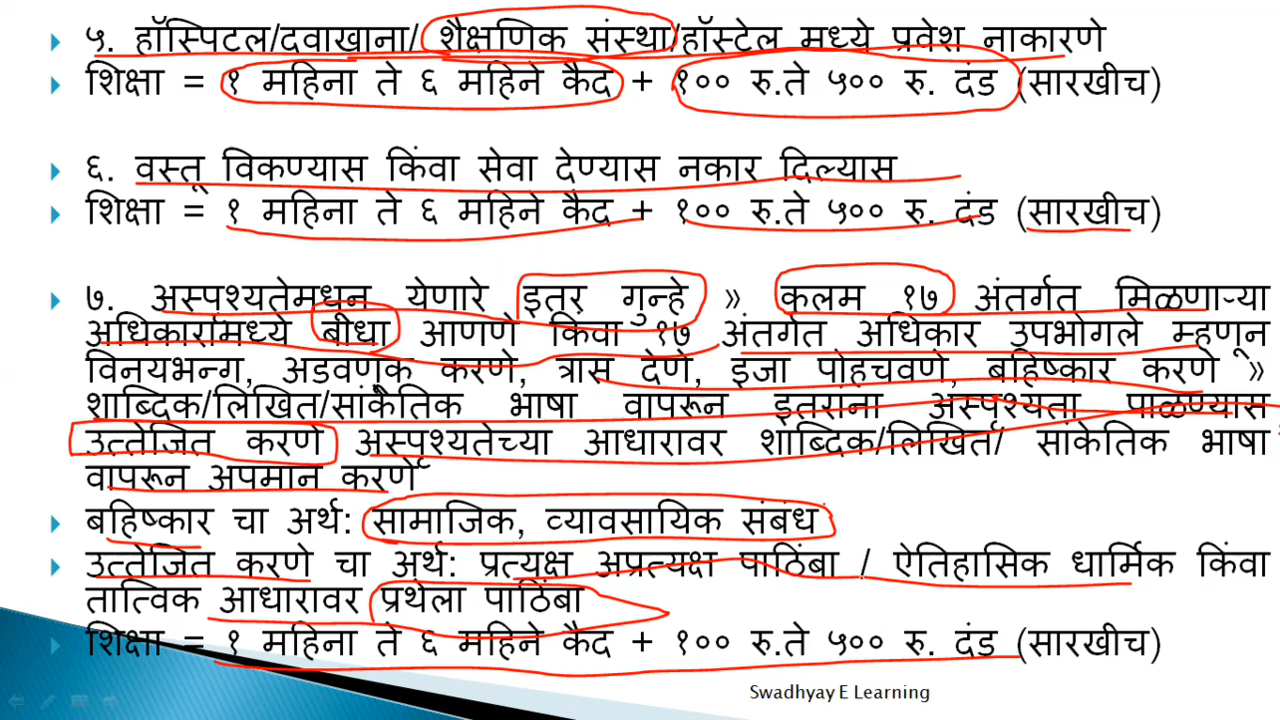 ५. हॉस्पिटल/दवाखाना/ शैक्षणिक संस्था/हॉस्टेल मध्ये प्रवेश नाकारणे
शिक्षा = १ महिना ते ६ महिने कैद + १०० रु.ते ५०० रु. दंड (सारखीच)
६. वस्तू विकण्यास किंवा सेवा देण्यास नकार दिल्यास
शिक्षा = १ महिना ते ६ महिने कैद + १०० रु.ते ५०० रु. दंड (सारखीच)
७. अस्पृश्यतेमधून येणारे इतर गुन्हे » कलम १७ अंतर्गत मिळणाऱ्या
अधिकारांमध्ये बीधा आणणे किंवा १७ अंतर्गत अधिकार उपभोगले म्हणून
विनयभन्ग, अडवणूक करणे, त्रास देणे, इजा पोहचवणे, बहिष्कार करणे »
शाब्दिक/लिखित/सांकेतिक भाषा वापरून इतरांना अस्पृश्यता पाळण्यास
उत्तेजित करणे अस्पृश्यतेच्या आधारावर शाब्दिक/लिखित/ सांकेतिक भाषा
वापरून अपमान करणे
बहिष्कार चा अर्थ: सामाजिक, व्यावसायिक संबंध
उत्तेजित करणे चा अर्थ: प्रत्यक्ष अप्रत्यक्ष पाठिंबा / ऐतिहासिक धार्मिक किंवा
तात्विक आधारावर प्रथेला पाठिंबा
शिक्षा = १ महिना ते ६ महिने कैद + १०० रु.ते ५०० रु. दंड (सारखीच)
Swadhyay E Learning